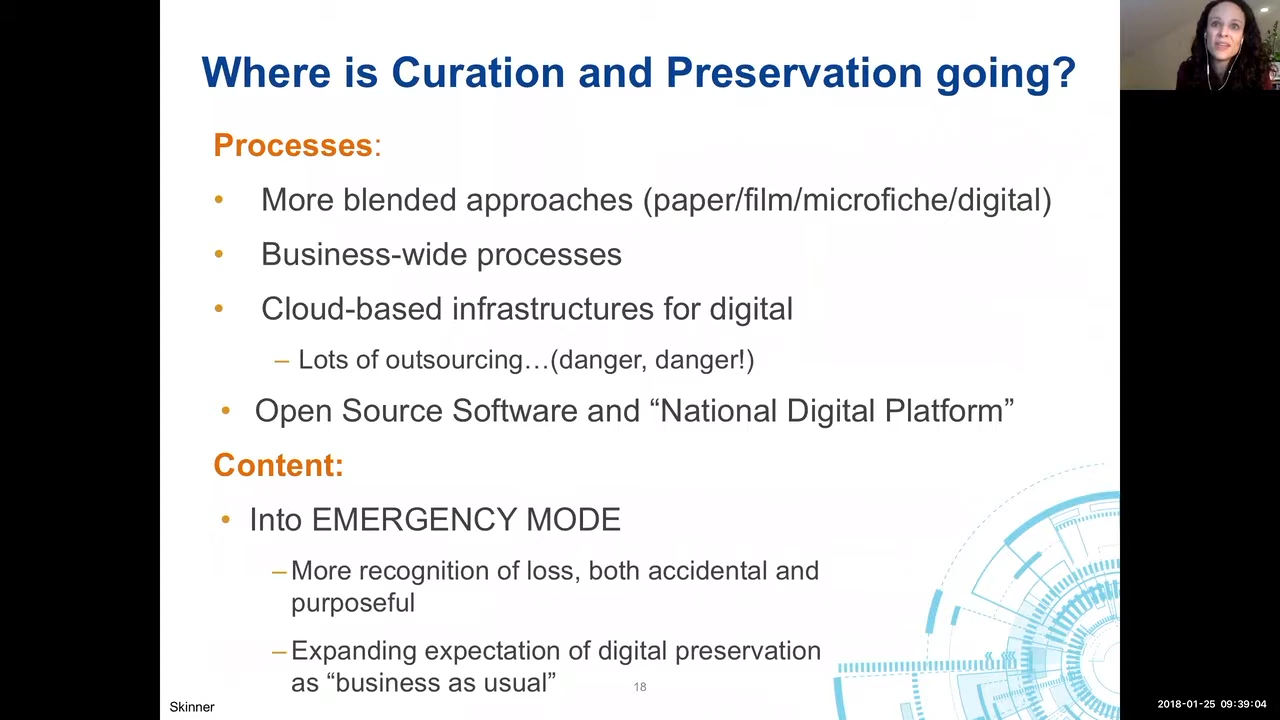 Where is Curation and Preservation going?
Processes:
• More blended approaches (paper/film/microfiche/digital)
• Business-wide processes
• Cloud-based infrastructures for digital
– Lots of outsourcing…(danger, danger!)
• Open Source Software and “National Digital Platform”
Content:
• Into EMERGENCY MODE
– More recognition of loss, both accidental and
purposeful
– Expanding expectation of digital preservation
as “business as usual”
18
Skinner
2018-01-25 09:39:04